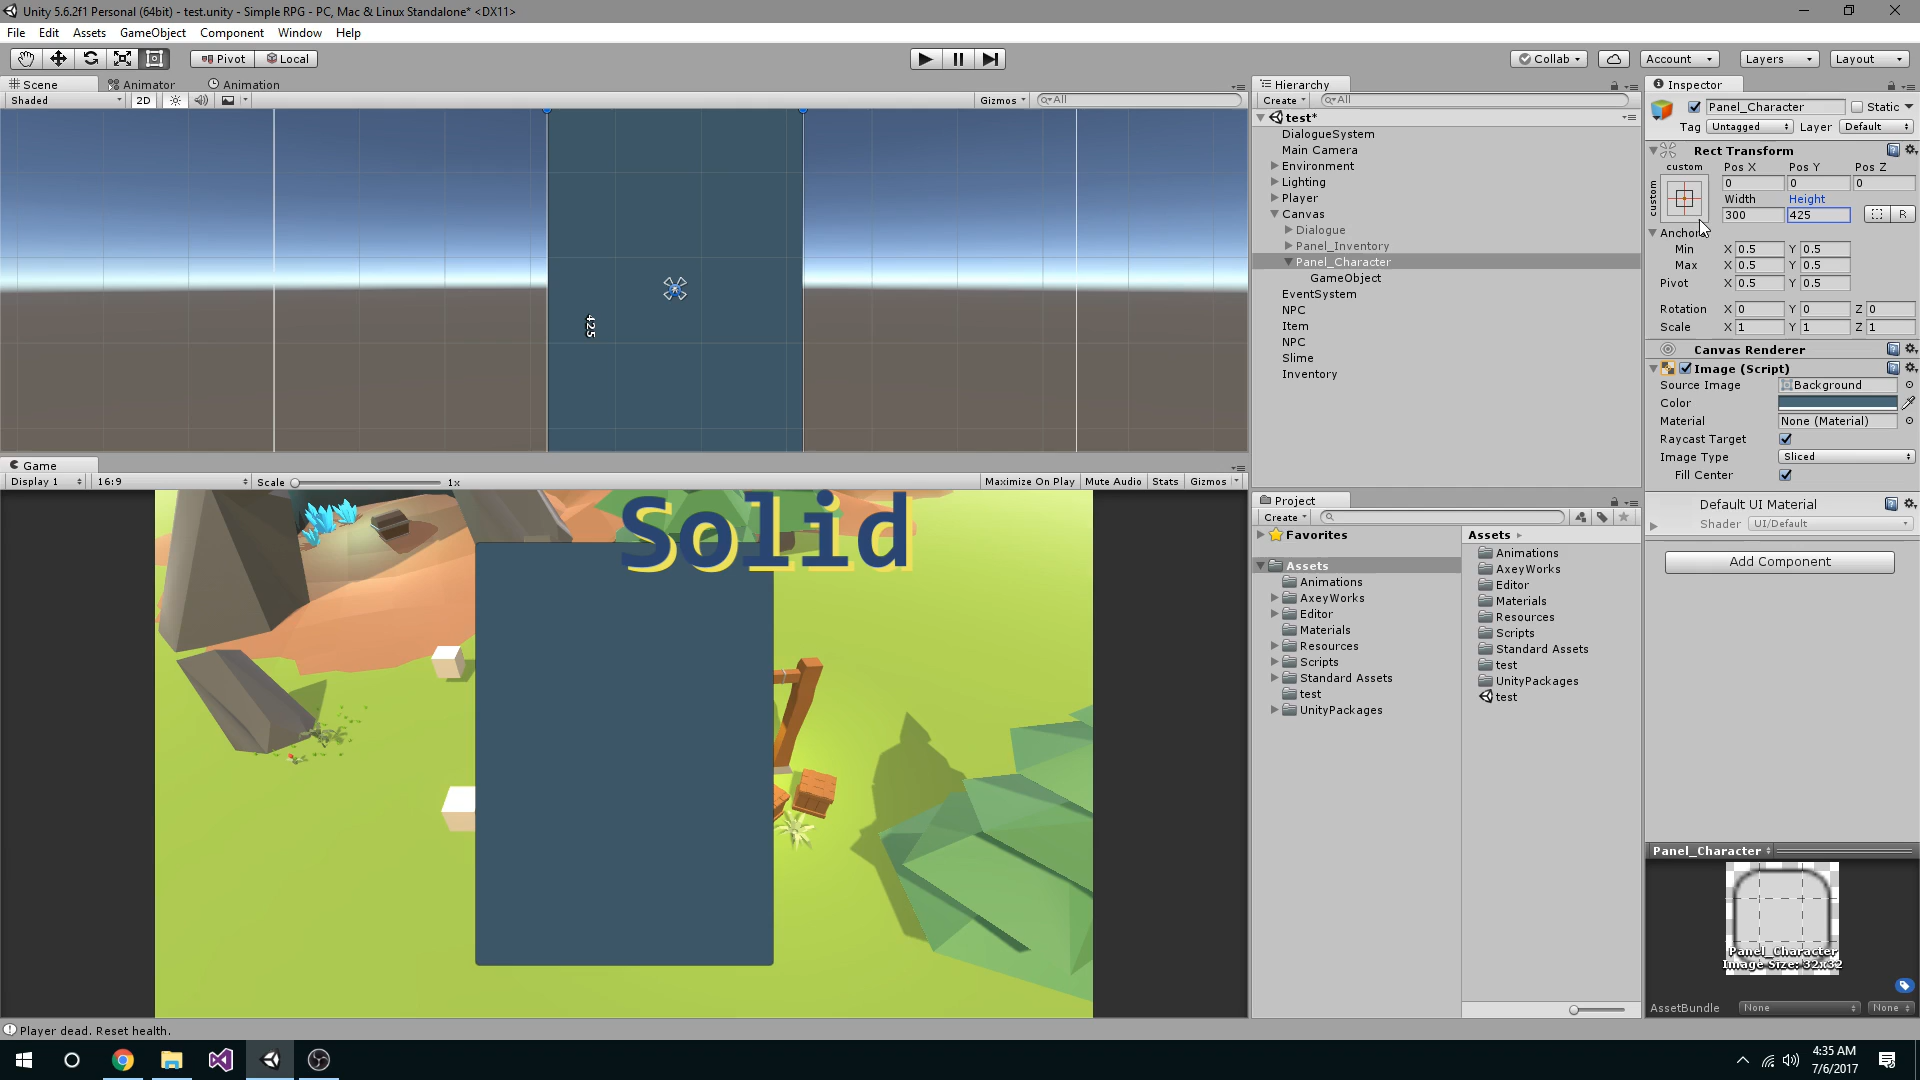 Unity 5.6.2f1 Personal (64bit) - test.unity - Simple RPG - PC, Mac & Linux Standalone* <DX11>
File Edit Assets GameObject Component Window Help
Pivot Local Collab Account Layers Layout
Scene Animator Animation
Shaded 2D Gizmos All
425
Game
Display 1 16:9 Scale 1x Maximize On Play Mute Audio Stats Gizmos
Solid
Hierarchy
Create All
test*
DialogueSystem
Main Camera
Environment
Lighting
Player
Canvas
Dialogue
Panel_Inventory
Panel_Character
GameObject
EventSystem
NPC
Item
NPC
Slime
Inventory
Project
Create
Favorites
Assets
Animations
AxeyWorks
Editor
Materials
Resources
Scripts
Standard Assets
test
UnityPackages
Assets
Animations
AxeyWorks
Editor
Materials
Resources
Scripts
Standard Assets
test
UnityPackages
test
Inspector
Panel_Character Static
Tag Untagged Layer Default
Rect Transform
custom Pos X Pos Y Pos Z
custom 0 0 0
Width Height
300 425 R
Anchors
Min X 0.5 Y 0.5
Max X 0.5 Y 0.5
Pivot X 0.5 Y 0.5
Rotation X 0 Y 0 Z 0
Scale X 1 Y 1 Z 1
Canvas Renderer
Image (Script)
Source Image Background
Color
Material None (Material)
Raycast Target
Image Type Sliced
Fill Center
Default UI Material
Shader UI/Default
Add Component
Panel_Character
Panel_Character
Image Size: 32x32
AssetBundle None None
Player dead. Reset health.
4:35 AM
7/6/2017